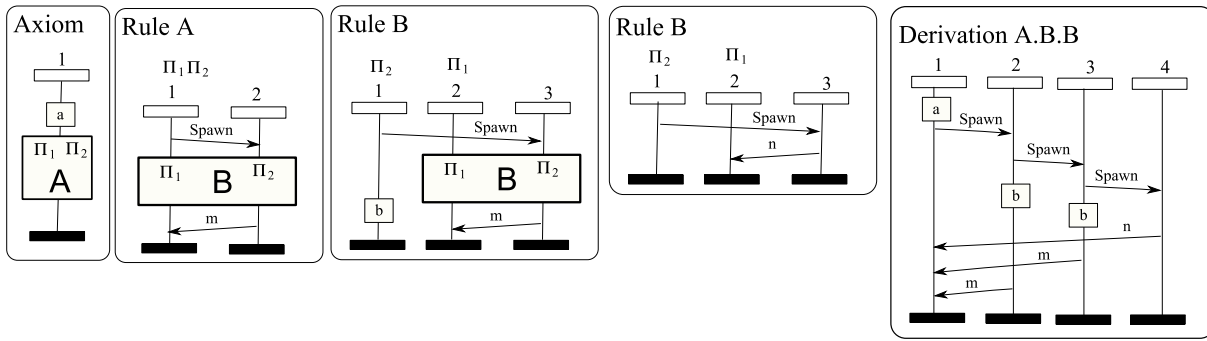 Axiom
1
a
Π1 Π2
A
Rule A
Π1 Π2
1 2
Spawn
Π1 B Π2
m
Rule B
Π2 Π1
1 2 3
Spawn
Π1 B Π2
b
m
Rule B
Π2 Π1
1 2 3
Spawn
n
Derivation A.B.B
1 2 3 4
a
Spawn
Spawn
Spawn
b
b
n
m
m